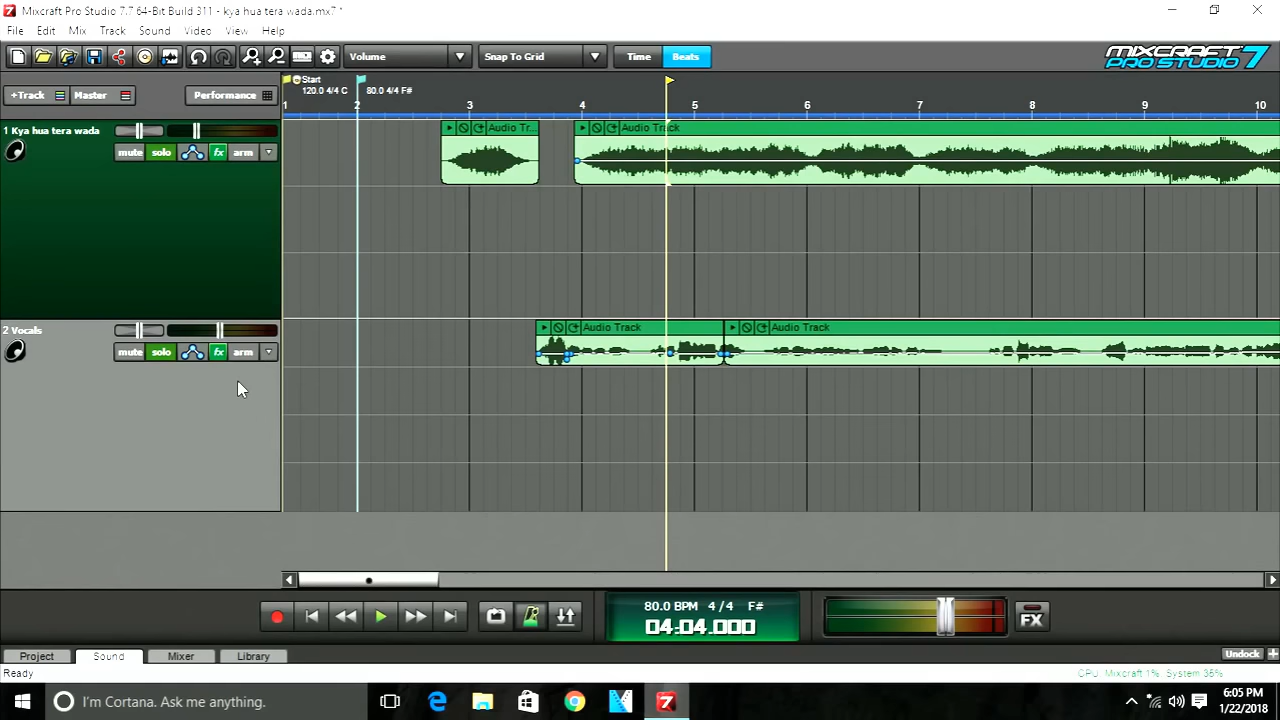 Mixcraft Pro Studio 7.7 64-Bit Build 311 - kya hua tera wada.mx7 *
File Edit Mix Track Sound Video View Help
Volume Snap To Grid Time Beats MIXCRAFT PRO STUDIO 7
+Track Master Performance
Start
120.0 4/4 C 80.0 4/4 F#
1 2 3 4 5 6 7 8 9 10
1 Kya hua tera wada
mute solo fx arm
Audio Tr... Audio Track
2 Vocals
mute solo fx arm
Audio Track Audio Track
80.0 BPM 4/4 F#
04:04.000
FX
Project Sound Mixer Library Undock
Ready CPU: Mixcraft 1% System 36%
I'm Cortana. Ask me anything.
6:05 PM
1/22/2018